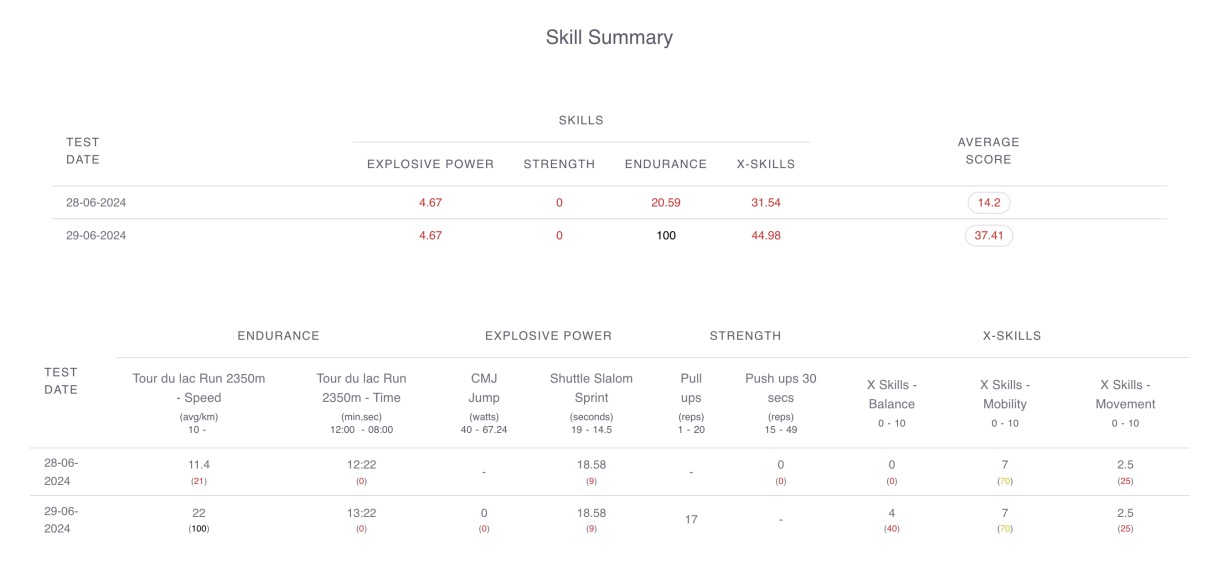 Skill Summary
SKILLS
TEST DATE
AVERAGE SCORE
EXPLOSIVE POWER STRENGTH ENDURANCE X-SKILLS
28-06-2024 4.67 0 20.59 31.54 14.2
29-06-2024 4.67 0 100 44.98 37.41
ENDURANCE EXPLOSIVE POWER STRENGTH X-SKILLS
TEST DATE
Tour du lac Run 2350m - Speed (avg/km) 10 -
Tour du lac Run 2350m - Time (min,sec) 12:00 - 08:00
CMJ Jump (watts) 40 - 67.24
Shuttle Slalom Sprint (seconds) 19 - 14.5
Pull ups (reps) 1 - 20
Push ups 30 secs (reps) 15 - 49
X Skills - Balance 0 - 10
X Skills - Mobility 0 - 10
X Skills - Movement 0 - 10
28-06-2024 11.4 12:22 - 18.58 - 0 0 7 2.5
(21) (0) (9) (0) (0) (70) (25)
29-06-2024 22 13:22 0 18.58 17 - 4 7 2.5
(100) (0) (0) (9) (40) (70) (25)